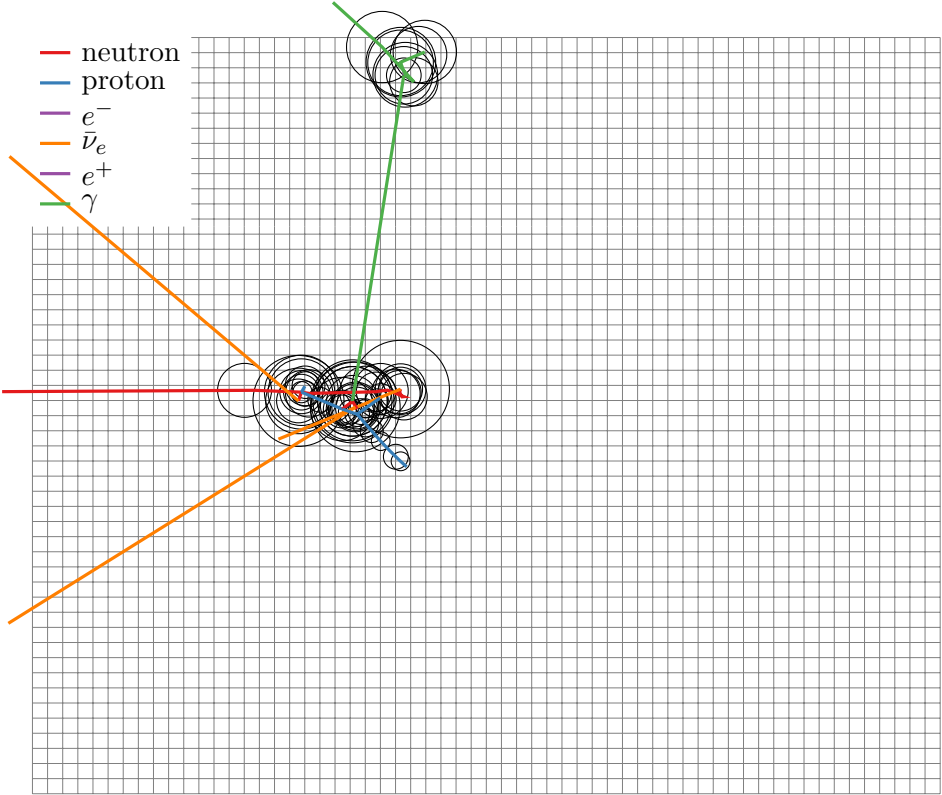 neutron
proton
e⁻
ν̄ₑ
e⁺
γ